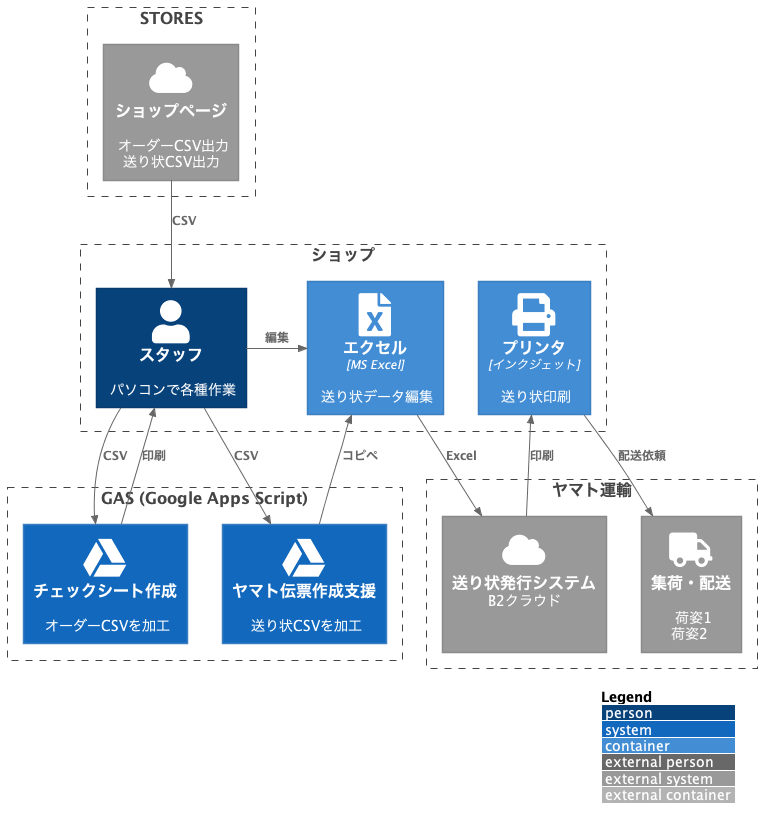 STORES
ショップページ
オーダーCSV出力
送り状CSV出力
CSV
ショップ
スタッフ
パソコンで各種作業
編集
エクセル
[MS Excel]
送り状データ編集
プリンタ
[インクジェット]
送り状印刷
CSV
印刷
CSV
コピペ
Excel
印刷
配送依頼
GAS (Google Apps Script)
チェックシート作成
オーダーCSVを加工
ヤマト伝票作成支援
送り状CSVを加工
ヤマト運輸
送り状発行システム
B2クラウド
集荷・配送
荷姿1
荷姿2
Legend
person
system
container
external person
external system
external container